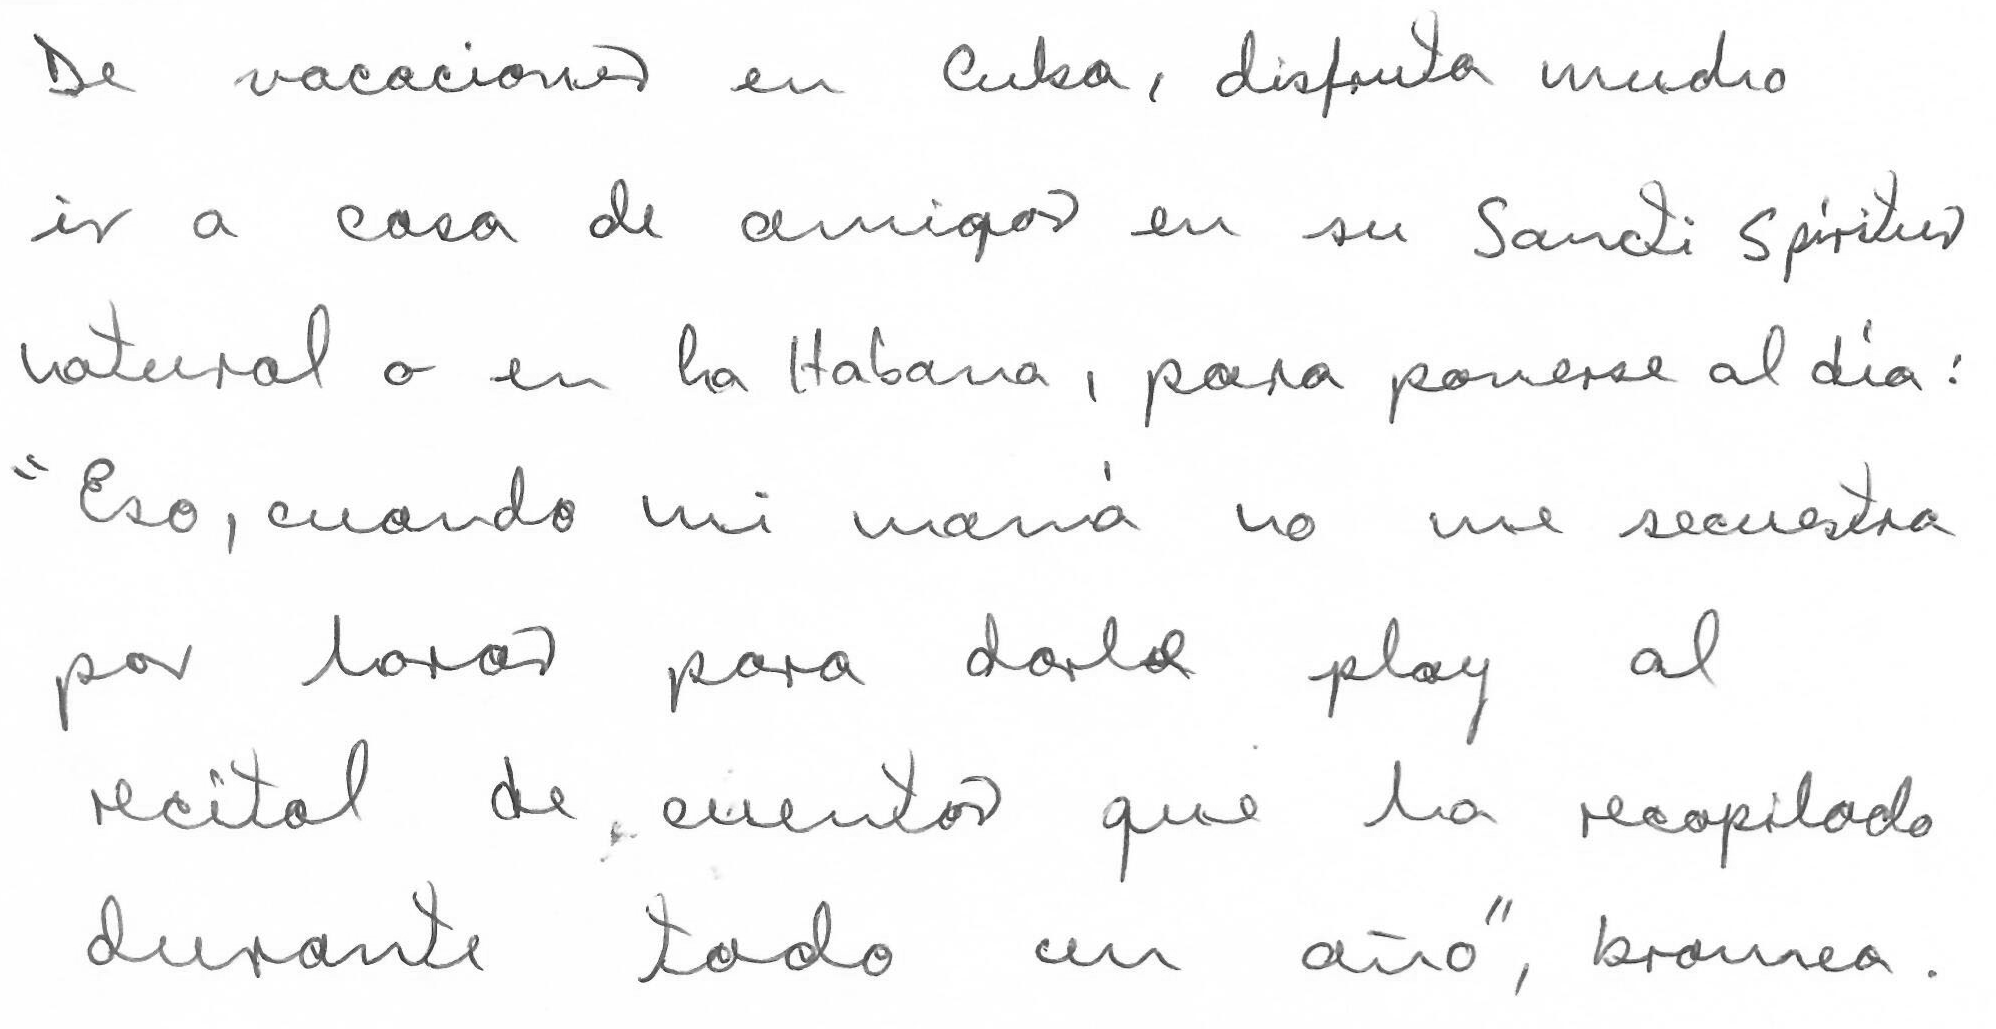 De vacaciones en Cuba, disfruta mucho
ir a casa de amigos en su Sancti Spíritus
natural o en La Habana, para ponerse al día:
"Eso, cuando mi mamá no me secuestra
por horas para darle play al
recital de cuentos que ha recopilado
durante todo un año", bromea.